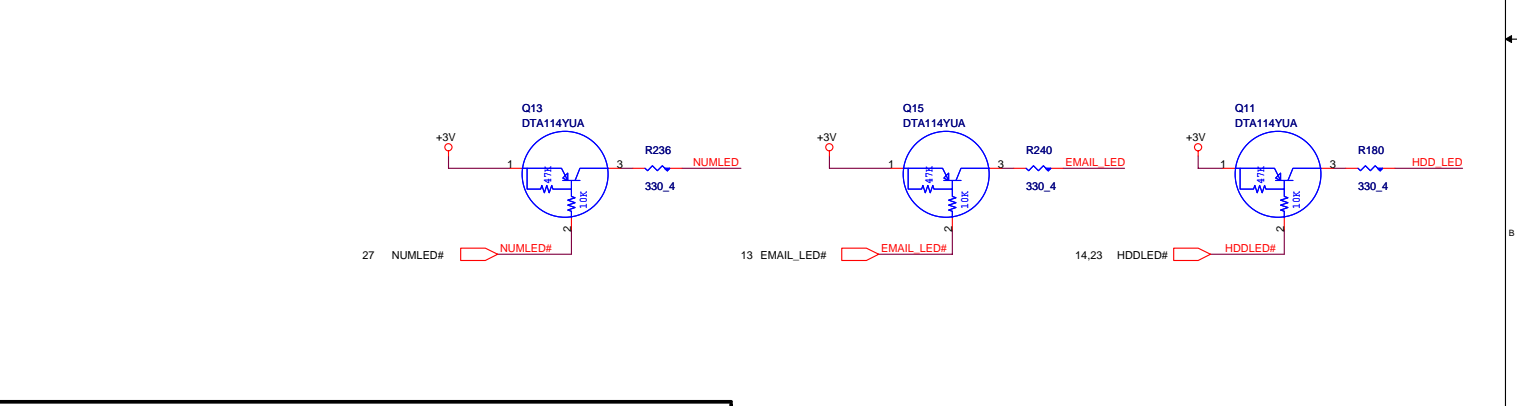 Q13
DTA114YUA
+3V
1
3
47K
10K
2
R236
330_4
NUMLED
27 NUMLED#
NUMLED#
Q15
DTA114YUA
+3V
1
3
47K
10K
2
R240
330_4
EMAIL_LED
13 EMAIL_LED#
EMAIL_LED#
Q11
DTA114YUA
+3V
1
3
47K
10K
2
R180
330_4
HDD_LED
14,23 HDDLED#
HDDLED#
B